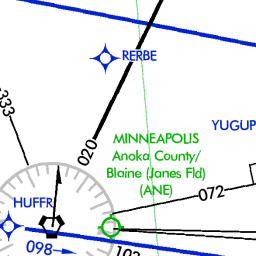 RERBE
333
020
YUGUP
MINNEAPOLIS
Anoka County/
Blaine (Janes Fld)
(ANE)
072
HUFFR
098